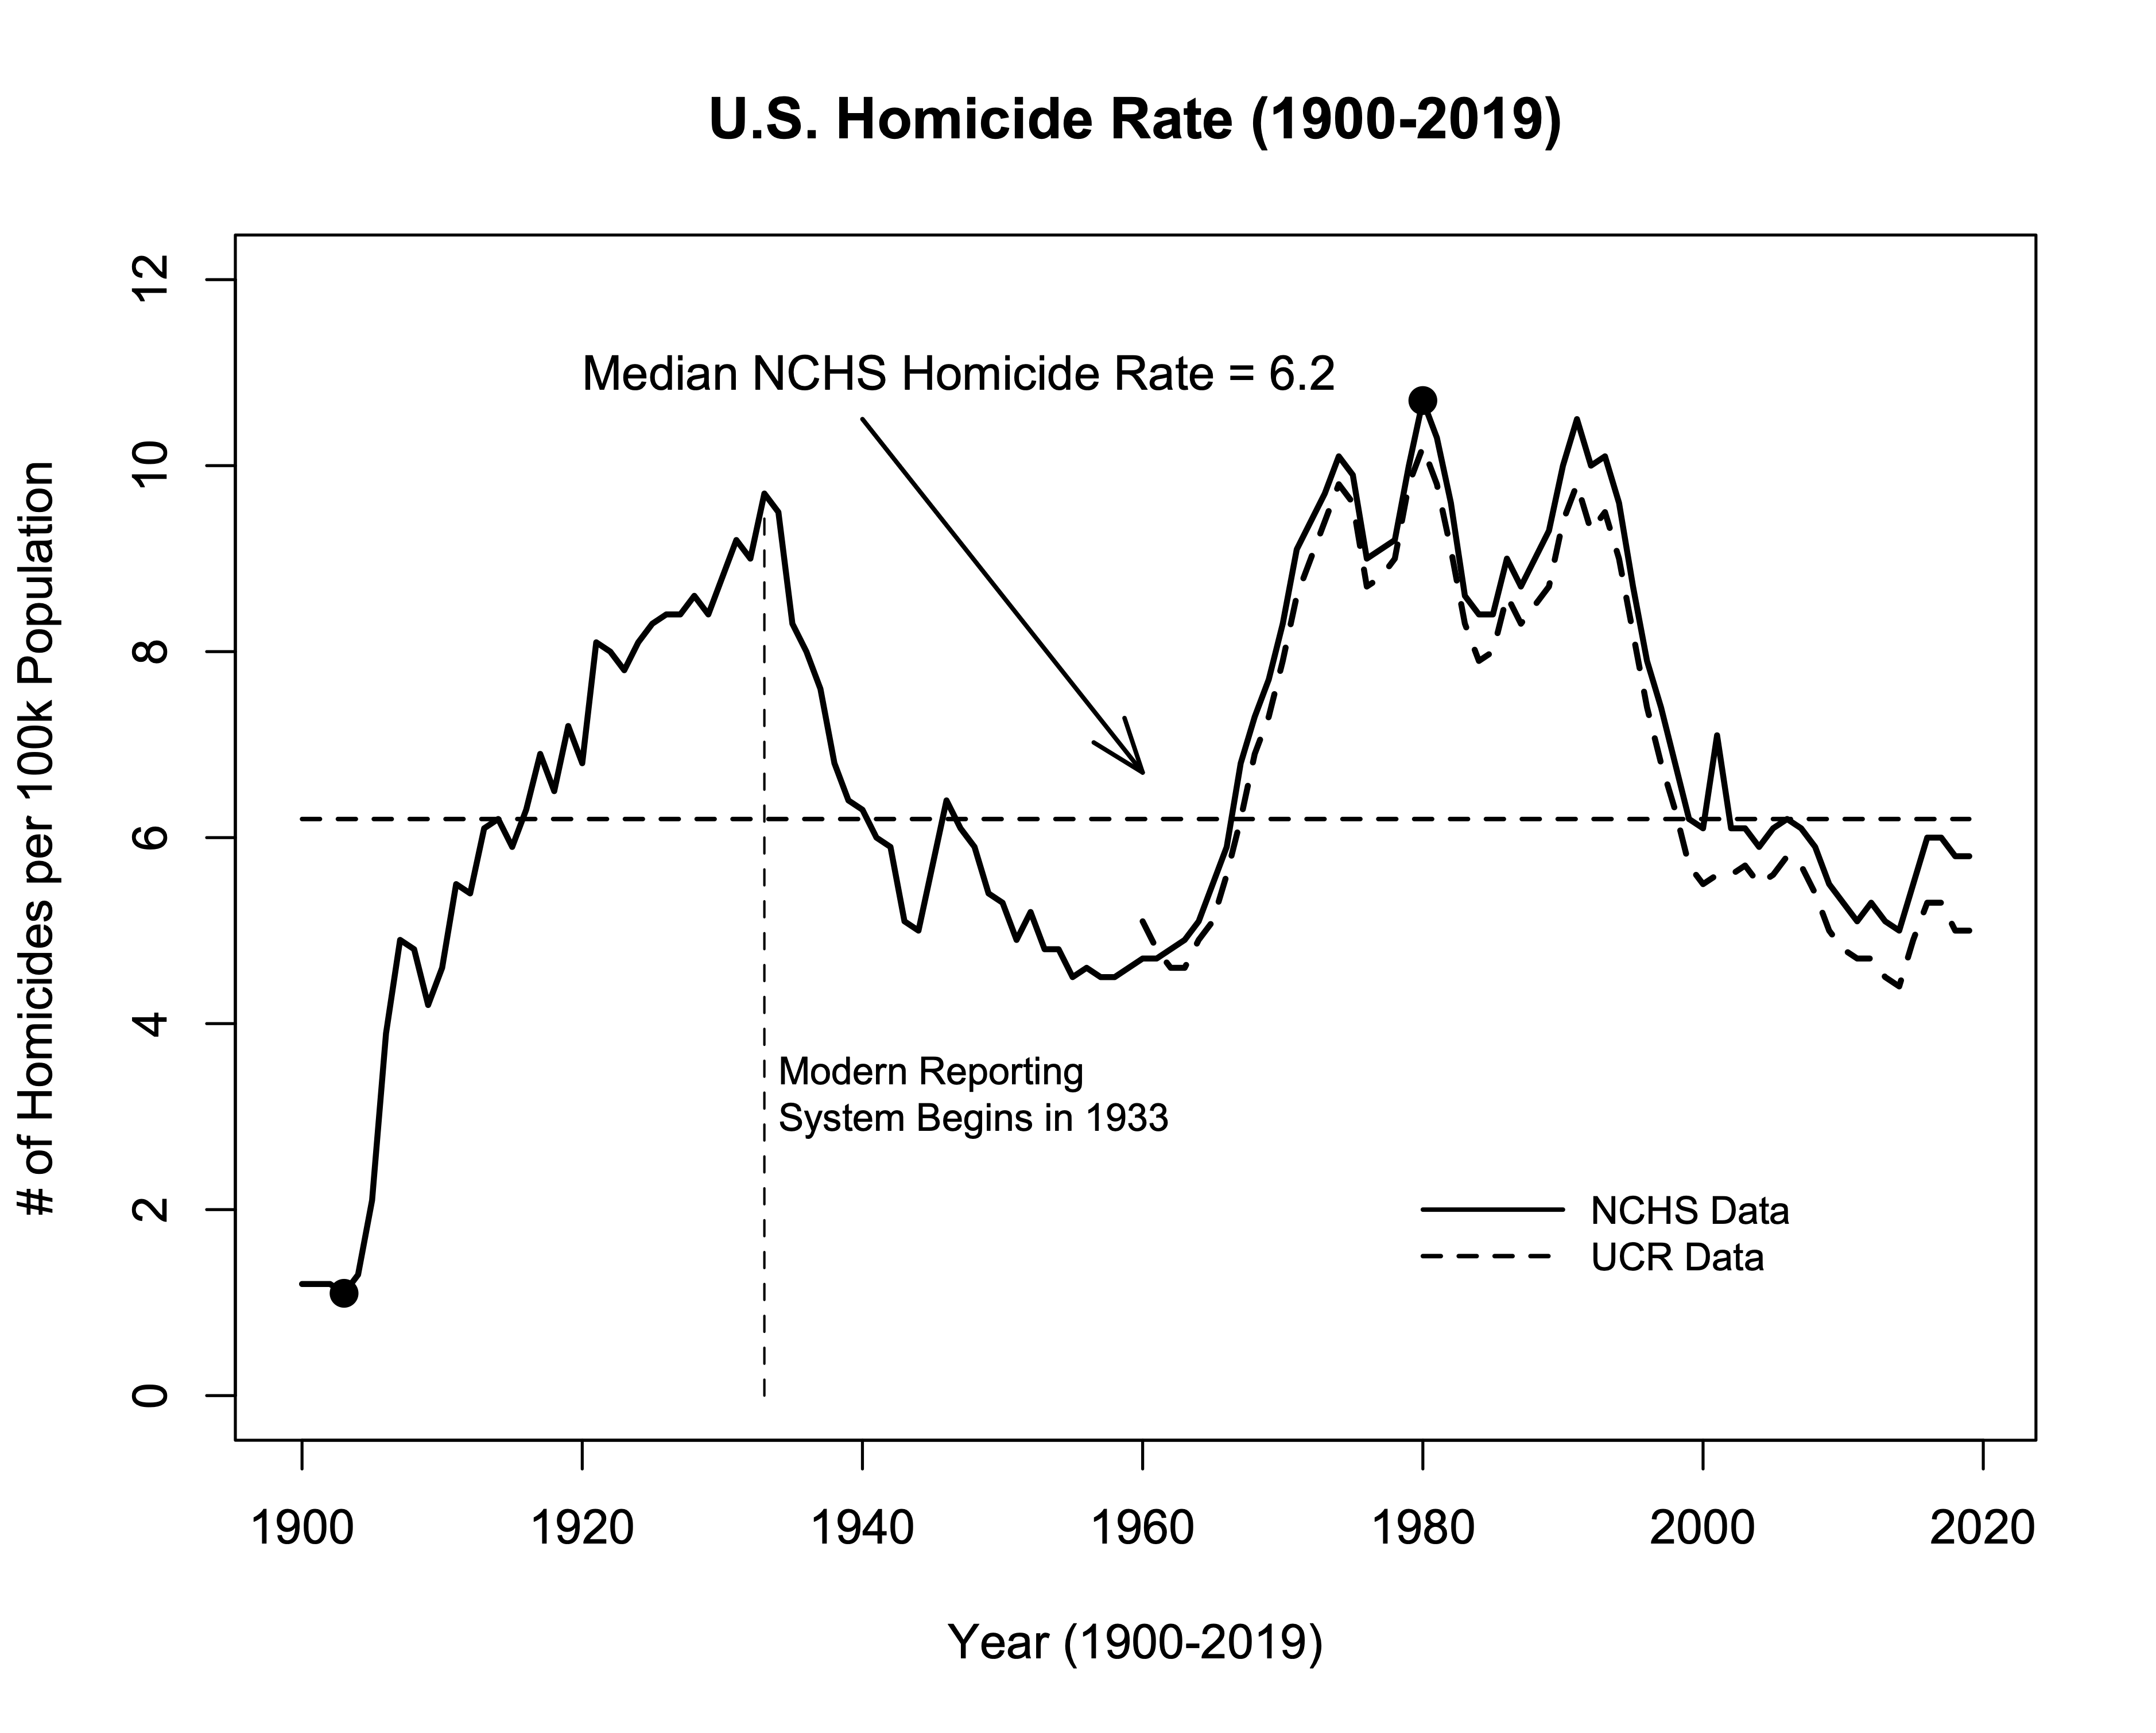 U.S. Homicide Rate (1900-2019)
# of Homicides per 100k Population
12
10
8
6
4
2
0
Median NCHS Homicide Rate = 6.2
Modern Reporting
System Begins in 1933
NCHS Data
UCR Data
1900 1920 1940 1960 1980 2000 2020
Year (1900-2019)